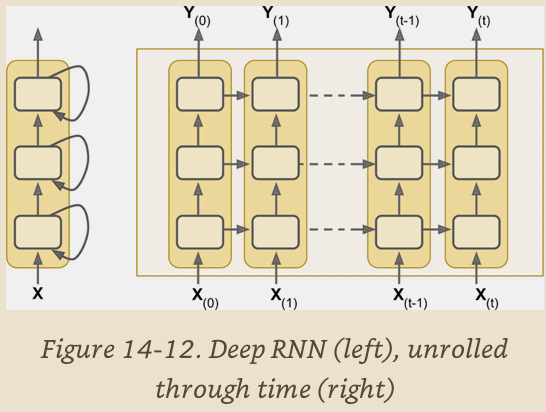 Y(0) Y(1) Y(t-1) Y(t)
X X(0) X(1) X(t-1) X(t)
Figure 14-12. Deep RNN (left), unrolled
through time (right)